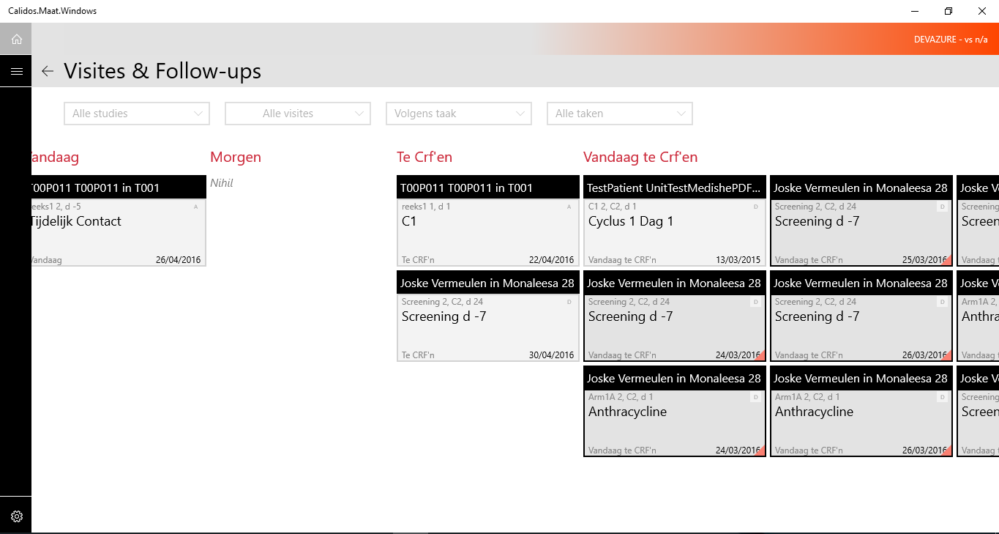 Calidos.Maat.Windows
DEVAZURE - vs n/a
Visites & Follow-ups
Alle studies
Alle visites
Volgens taak
Alle taken
andaag
T00P011 T00P011 in T001
eeks1 2, d -5
A
Tijdelijk Contact
Vandaag
26/04/2016
Morgen
Nihil
Te Crf'en
T00P011 T00P011 in T001
reeks1 1, d 1
A
C1
Te CRF'n
22/04/2016
Joske Vermeulen in Monaleesa 28
Screening 2, C2, d 24
D
Screening d -7
Te CRF'n
30/04/2016
Vandaag te Crf'en
TestPatient UnitTestMedishePDF...
C1 2, C2, d 1
D
Cyclus 1 Dag 1
Vandaag te CRF'n
13/03/2015
Joske Vermeulen in Monaleesa 28
Screening 2, C2, d 24
D
Screening d -7
Vandaag te CRF'n
24/03/2016
Joske Vermeulen in Monaleesa 28
Arm1A 2, C2, d 1
D
Anthracycline
Vandaag te CRF'n
24/03/2016
Joske Vermeulen in Monaleesa 28
Screening 2, C2, d 24
D
Screening d -7
Vandaag te CRF'n
25/03/2016
Joske Vermeulen in Monaleesa 28
Screening 2, C2, d 24
D
Screening d -7
Vandaag te CRF'n
26/03/2016
Joske Vermeulen in Monaleesa 28
Arm1A 2, C2, d 1
D
Anthracycline
Vandaag te CRF'n
26/03/2016
Joske V
Screening
Screen
Vandaag t
Joske V
Arm1A 2,
Anthra
Vandaag t
Joske V
Screening
Screen
Vandaag t